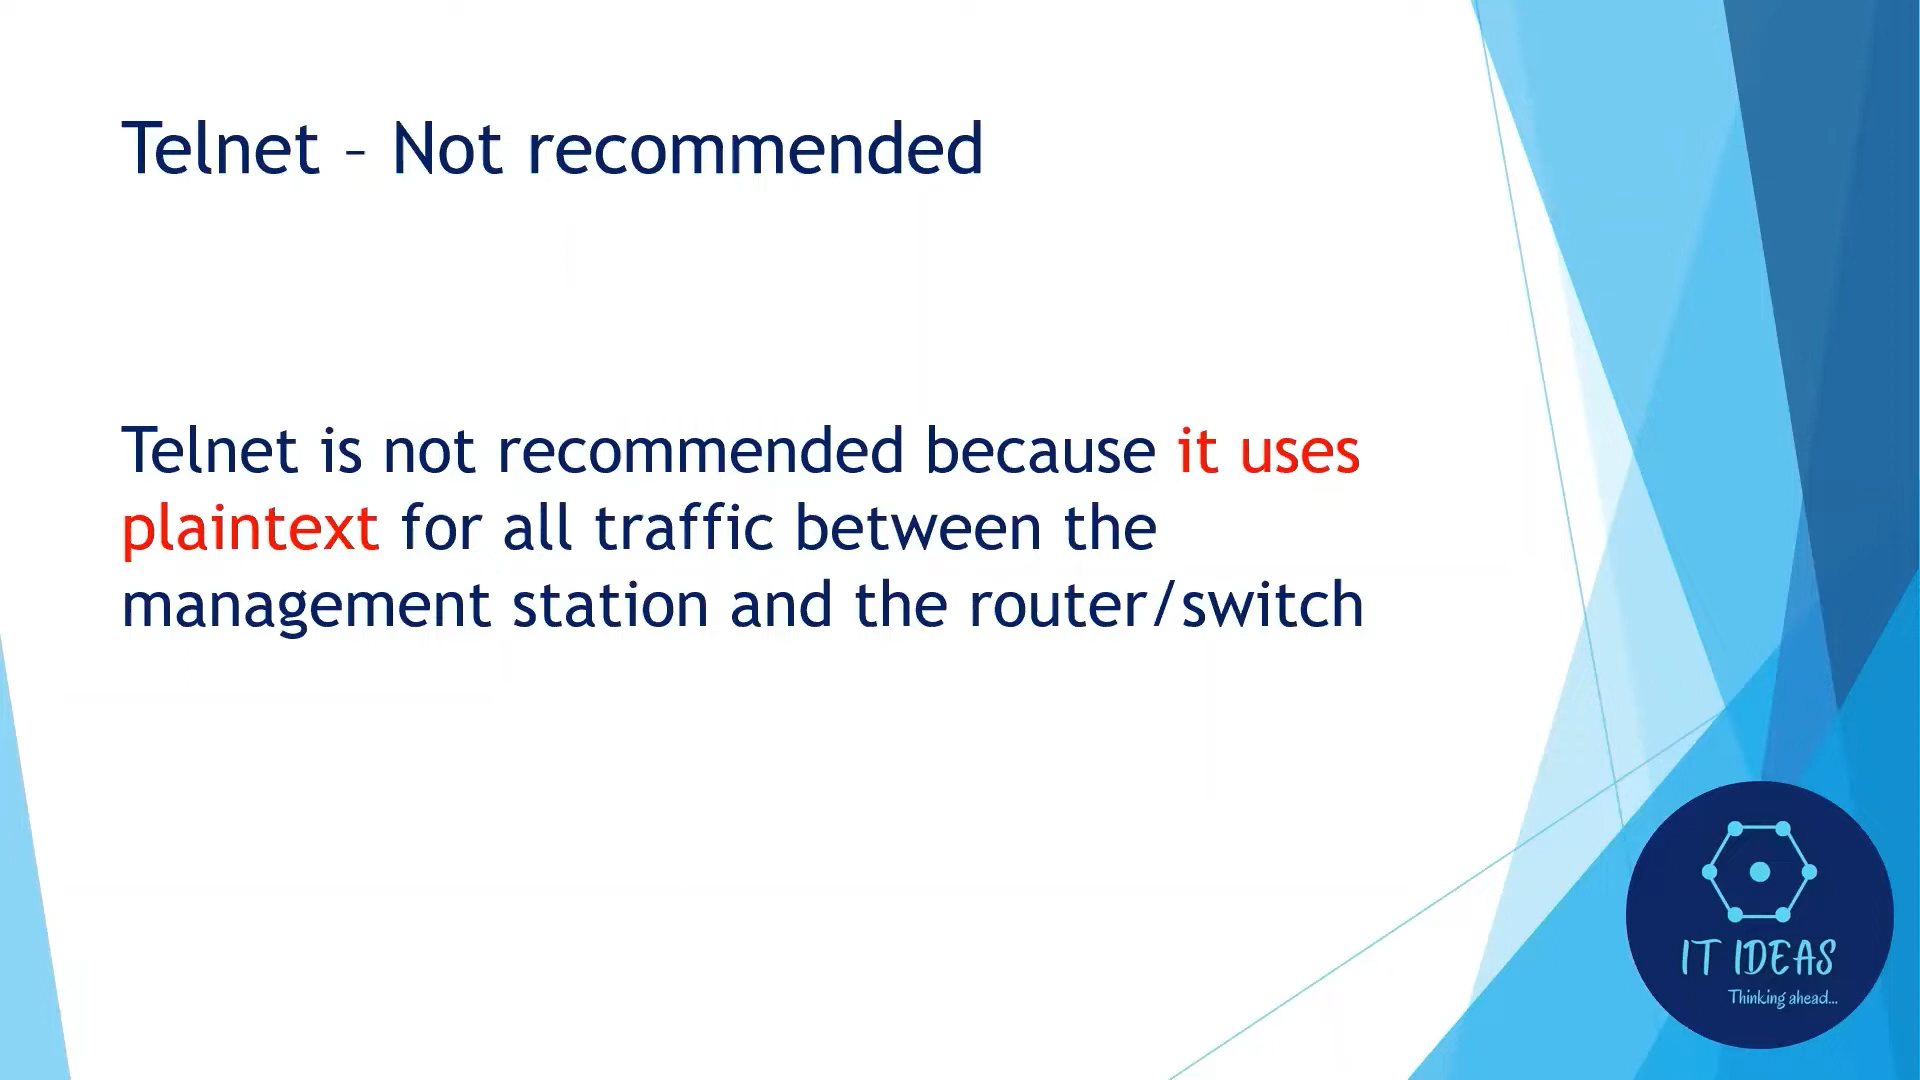 Telnet – Not recommended
Telnet is not recommended because it uses
plaintext for all traffic between the
management station and the router/switch
IT IDEAS
Thinking ahead...